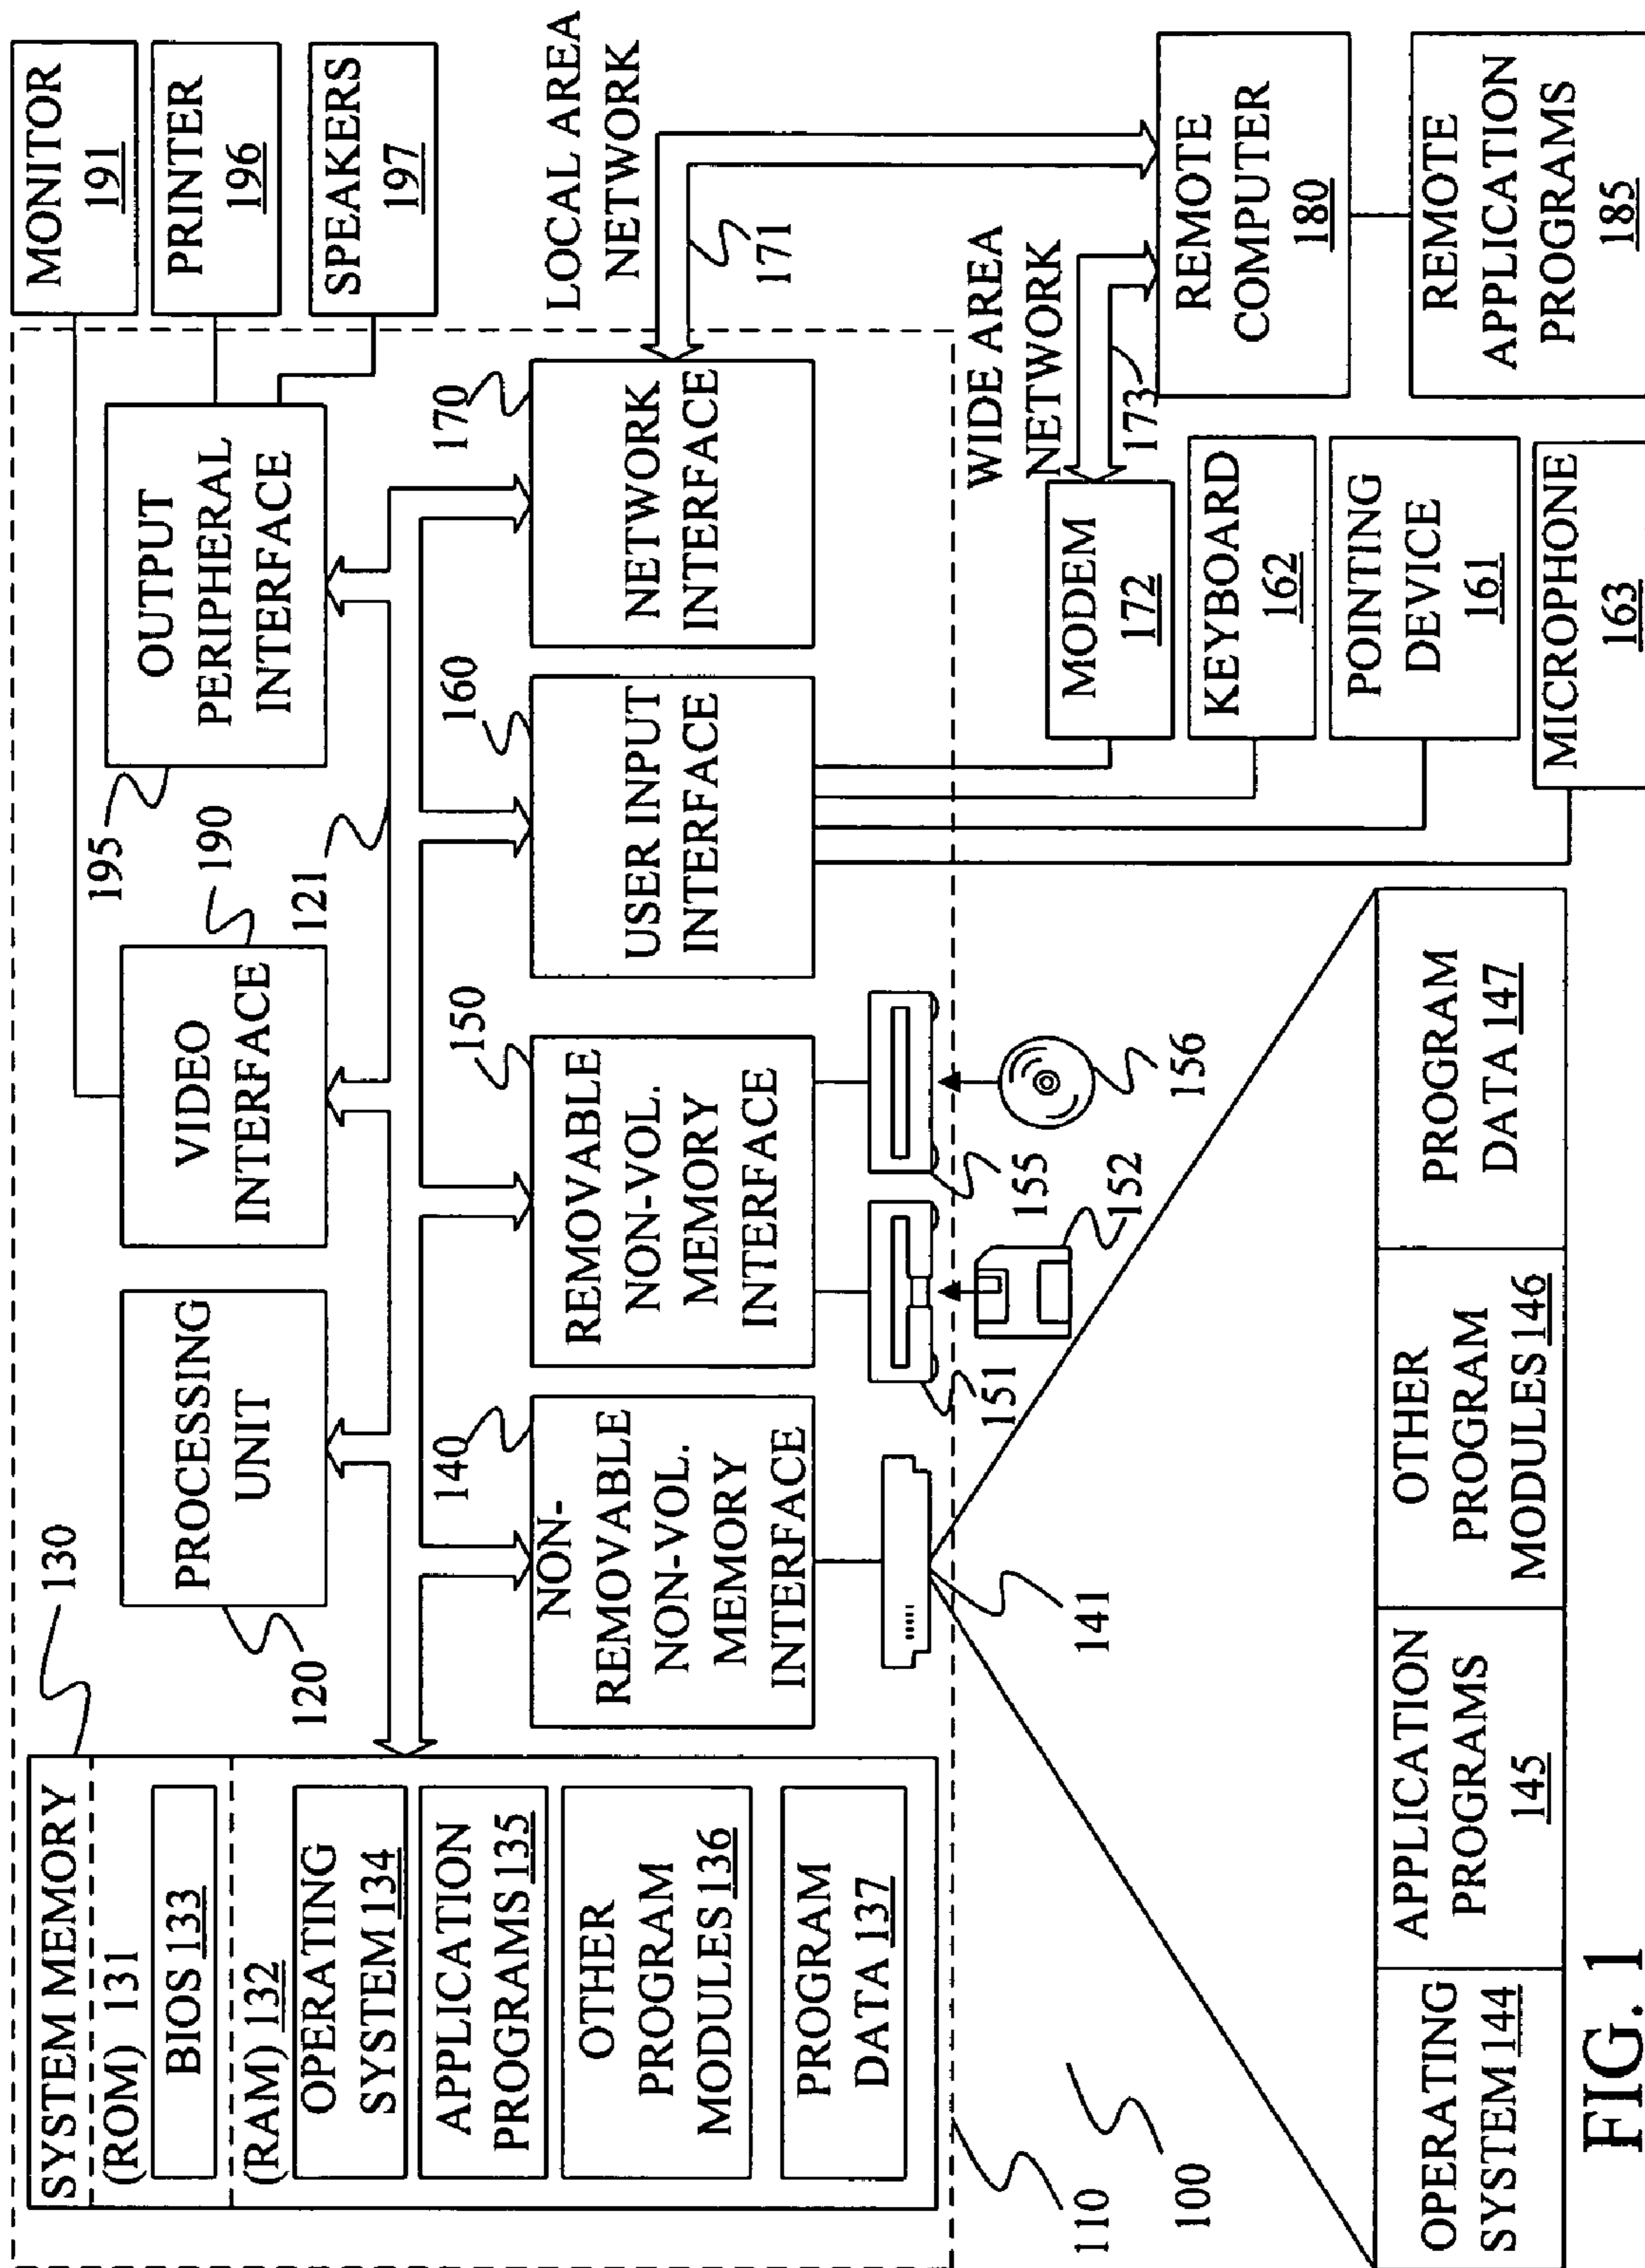 SYSTEM MEMORY
(ROM) 131
BIOS 133
(RAM) 132
OPERATING
SYSTEM 134
APPLICATION
PROGRAMS 135
OTHER
PROGRAM
MODULES 136
PROGRAM
DATA 137
130
PROCESSING
UNIT
120
VIDEO
INTERFACE
190
OUTPUT
PERIPHERAL
INTERFACE
195
121
MONITOR
191
PRINTER
196
SPEAKERS
197
NON-
REMOVABLE
NON-VOL.
MEMORY
INTERFACE
140
REMOVABLE
NON-VOL.
MEMORY
INTERFACE
150
USER INPUT
INTERFACE
160
NETWORK
INTERFACE
170
LOCAL AREA
NETWORK
171
141
151
152
155
156
WIDE AREA
NETWORK
173
MODEM
172
KEYBOARD
162
POINTING
DEVICE
161
MICROPHONE
163
REMOTE
COMPUTER
180
REMOTE
APPLICATION
PROGRAMS
185
110
100
OPERATING
SYSTEM 144
APPLICATION
PROGRAMS
145
OTHER
PROGRAM
MODULES 146
PROGRAM
DATA 147
FIG. 1